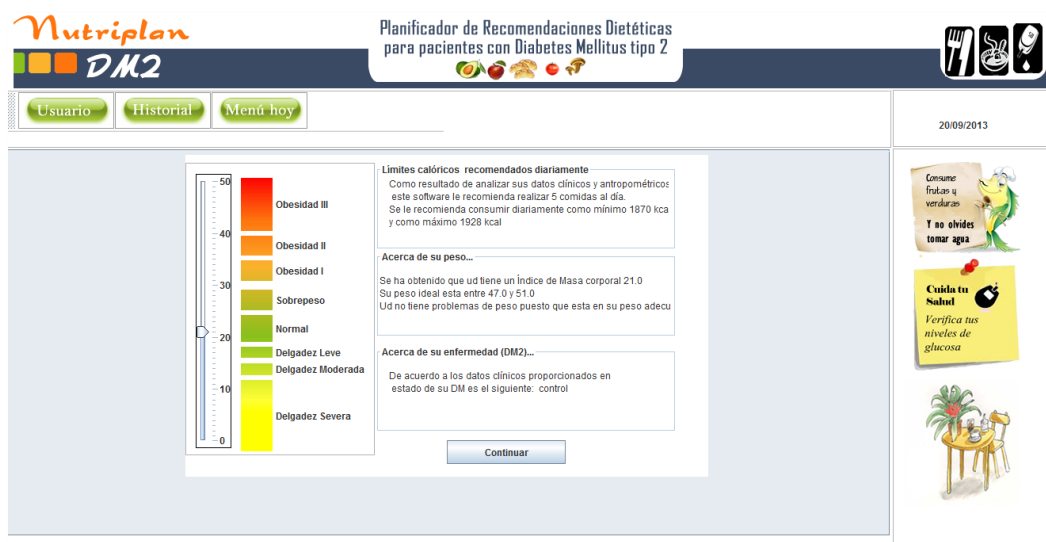 Nutriplan
DM2
Planificador de Recomendaciones Dietéticas
para pacientes con Diabetes Mellitus tipo 2
Usuario
Historial
Menú hoy
20/09/2013
50
40
30
20
10
0
Obesidad III
Obesidad II
Obesidad I
Sobrepeso
Normal
Delgadez Leve
Delgadez Moderada
Delgadez Severa
Limites calóricos recomendados diariamente
Como resultado de analizar sus datos clínicos y antropométricos
este software le recomienda realizar 5 comidas al día.
Se le recomienda consumir diariamente como mínimo 1870 kca
y como máximo 1928 kcal
Acerca de su peso...
Se ha obtenido que ud tiene un Índice de Masa corporal 21.0
Su peso ideal esta entre 47.0 y 51.0
Ud no tiene problemas de peso puesto que esta en su peso adecu
Acerca de su enfermedad (DM2)...
De acuerdo a los datos clínicos proporcionados en
estado de su DM es el siguiente: control
Continuar
Consume
frutas y
verduras
Y no olvides
tomar agua
Cuida tu
Salud
Verifica tus
niveles de
glucosa